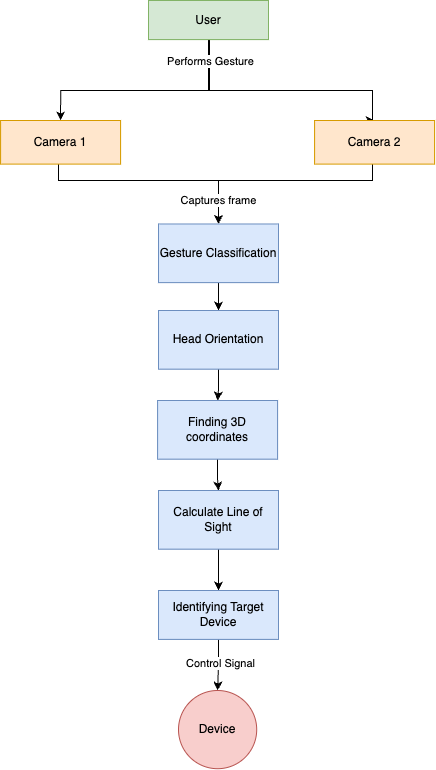 User
Performs Gesture
Camera 1
Camera 2
Captures frame
Gesture Classification
Head Orientation
Finding 3D
coordinates
Calculate Line of
Sight
Identifying Target
Device
Control Signal
Device